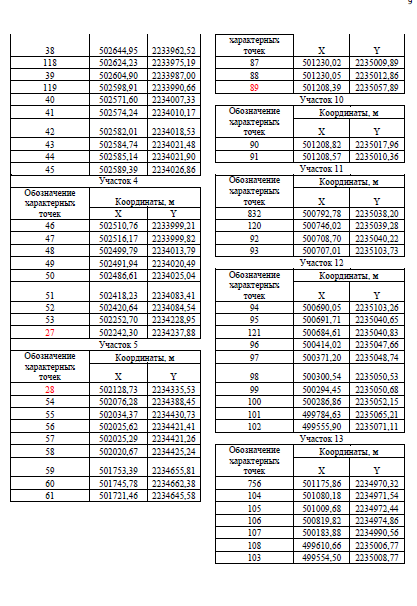 9
38 502644,95 2233962,52
118 502624,23 2233975,19
39 502604,90 2233987,00
119 502598,91 2233990,66
40 502571,60 2234007,33
41 502574,24 2234010,17
42 502582,01 2234018,53
43 502584,74 2234021,48
44 502585,14 2234021,90
45 502589,39 2234026,86
Участок 4
Обозначение характерных точек Координаты, м
X Y
46 502510,76 2233999,21
47 502516,17 2233999,82
48 502499,79 2234013,79
49 502491,94 2234020,49
50 502486,61 2234025,04
51 502418,23 2234083,41
52 502420,64 2234084,54
53 502252,70 2234228,95
27 502242,30 2234237,88
Участок 5
Обозначение характерных точек Координаты, м
X Y
28 502128,73 2234335,53
54 502076,28 2234388,45
55 502034,37 2234430,73
56 502025,62 2234421,41
57 502025,29 2234421,26
58 502020,67 2234425,24
59 501753,39 2234655,81
60 501745,78 2234662,38
61 501721,46 2234645,58
характерных точек X Y
87 501230,02 2235009,89
88 501230,05 2235012,86
89 501208,39 2235057,89
Участок 10
Обозначение характерных точек Координаты, м
X Y
90 501208,82 2235017,96
91 501208,57 2235010,36
Участок 11
Обозначение характерных точек Координаты, м
X Y
832 500792,78 2235038,20
120 500746,02 2235039,28
92 500708,70 2235040,22
93 500707,01 2235103,73
Участок 12
Обозначение характерных точек Координаты, м
X Y
94 500690,05 2235103,26
95 500691,71 2235040,65
121 500684,61 2235040,83
96 500414,02 2235047,66
97 500371,20 2235048,74
98 500300,54 2235050,53
99 500294,45 2235050,68
100 500286,86 2235052,15
101 499784,63 2235065,21
102 499555,90 2235071,11
Участок 13
Обозначение характерных точек Координаты, м
X Y
756 501175,86 2234970,32
104 501080,18 2234971,54
105 501009,68 2234972,44
106 500819,82 2234974,86
107 500183,88 2234990,56
108 499610,66 2235006,77
103 499554,50 2235008,77